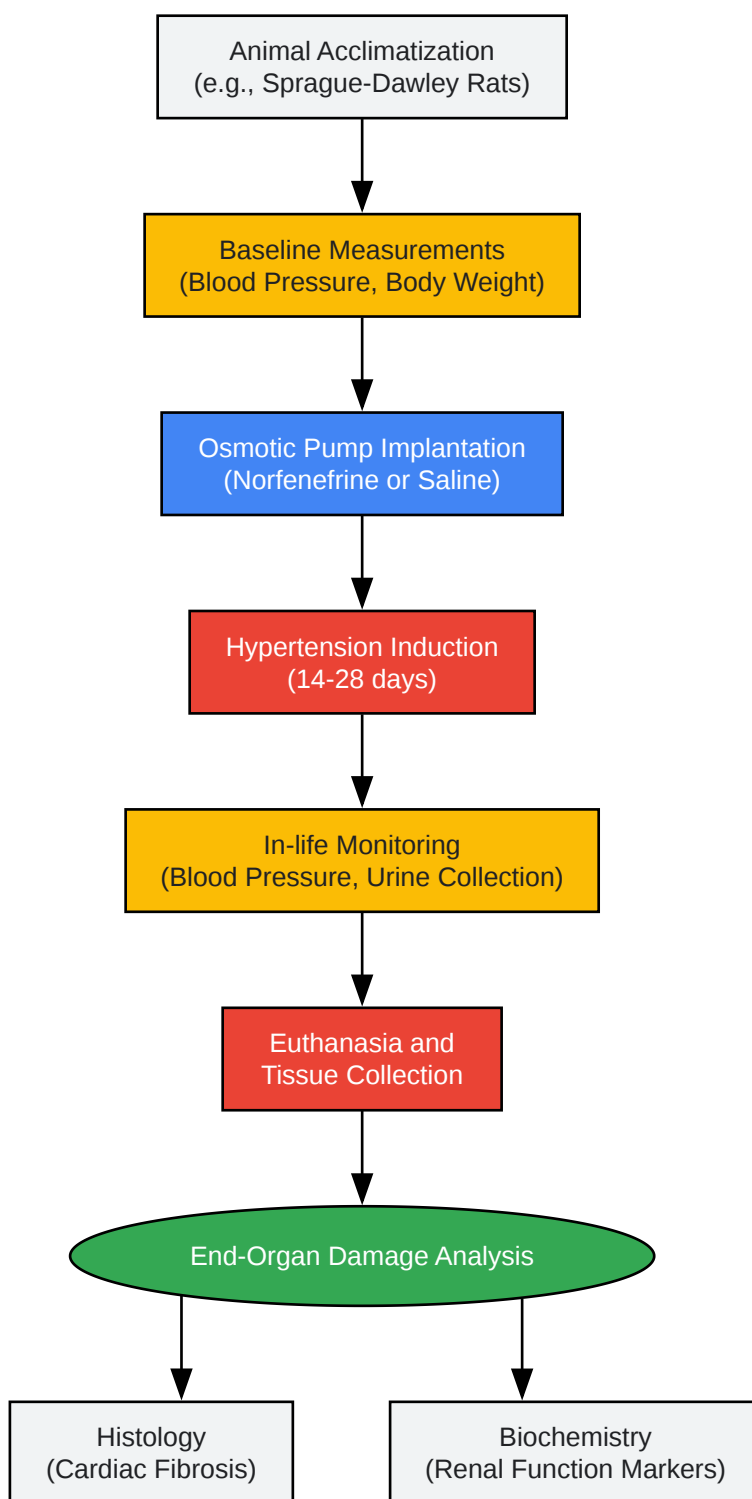 Animal Acclimatization
(e.g., Sprague-Dawley Rats)
Baseline Measurements
(Blood Pressure, Body Weight)
Osmotic Pump Implantation
(Norfenefrine or Saline)
Hypertension Induction
(14-28 days)
In-life Monitoring
(Blood Pressure, Urine Collection)
Euthanasia and
Tissue Collection
End-Organ Damage Analysis
Histology
(Cardiac Fibrosis)
Biochemistry
(Renal Function Markers)